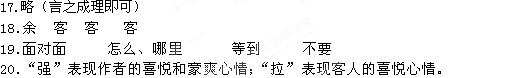 17.略（言之成理即可）
18.余 客 客 客
19.面对面 怎么、哪里 等到 不要
20.“强”表现作者的喜悦和豪爽心情；“拉”表现客人的喜悦心情。